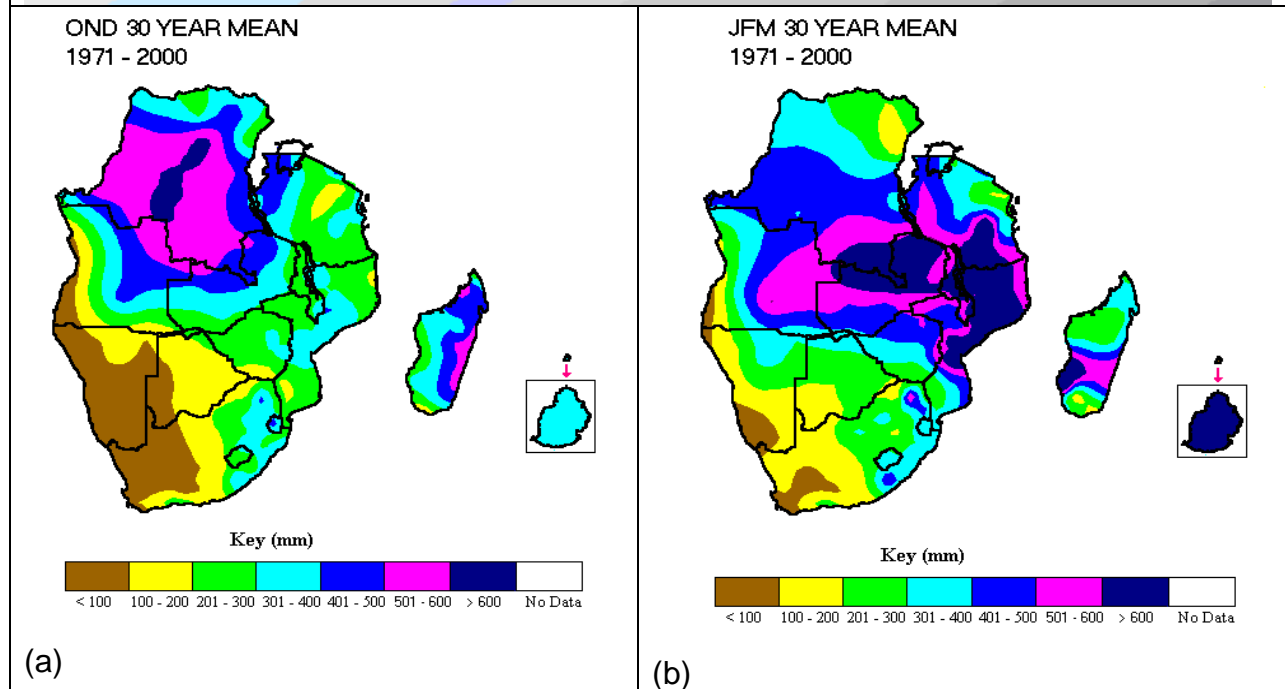 OND 30 YEAR MEAN
1971 - 2000
Key (mm)
< 100 100 - 200 201 - 300 301 - 400 401 - 500 501 - 600 > 600 No Data
(a)
JFM 30 YEAR MEAN
1971 - 2000
Key (mm)
< 100 100 - 200 201 - 300 301 - 400 401 - 500 501 - 600 > 600 No Data
(b)